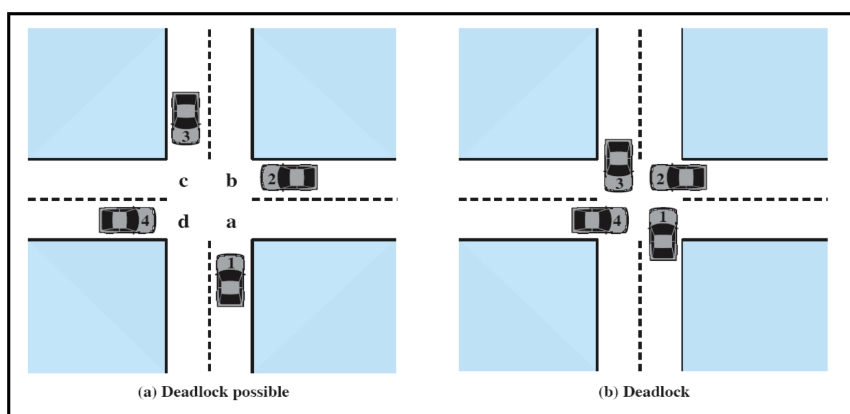 3
c b 2
4 d a
1
(a) Deadlock possible
3 2
4 1
(b) Deadlock